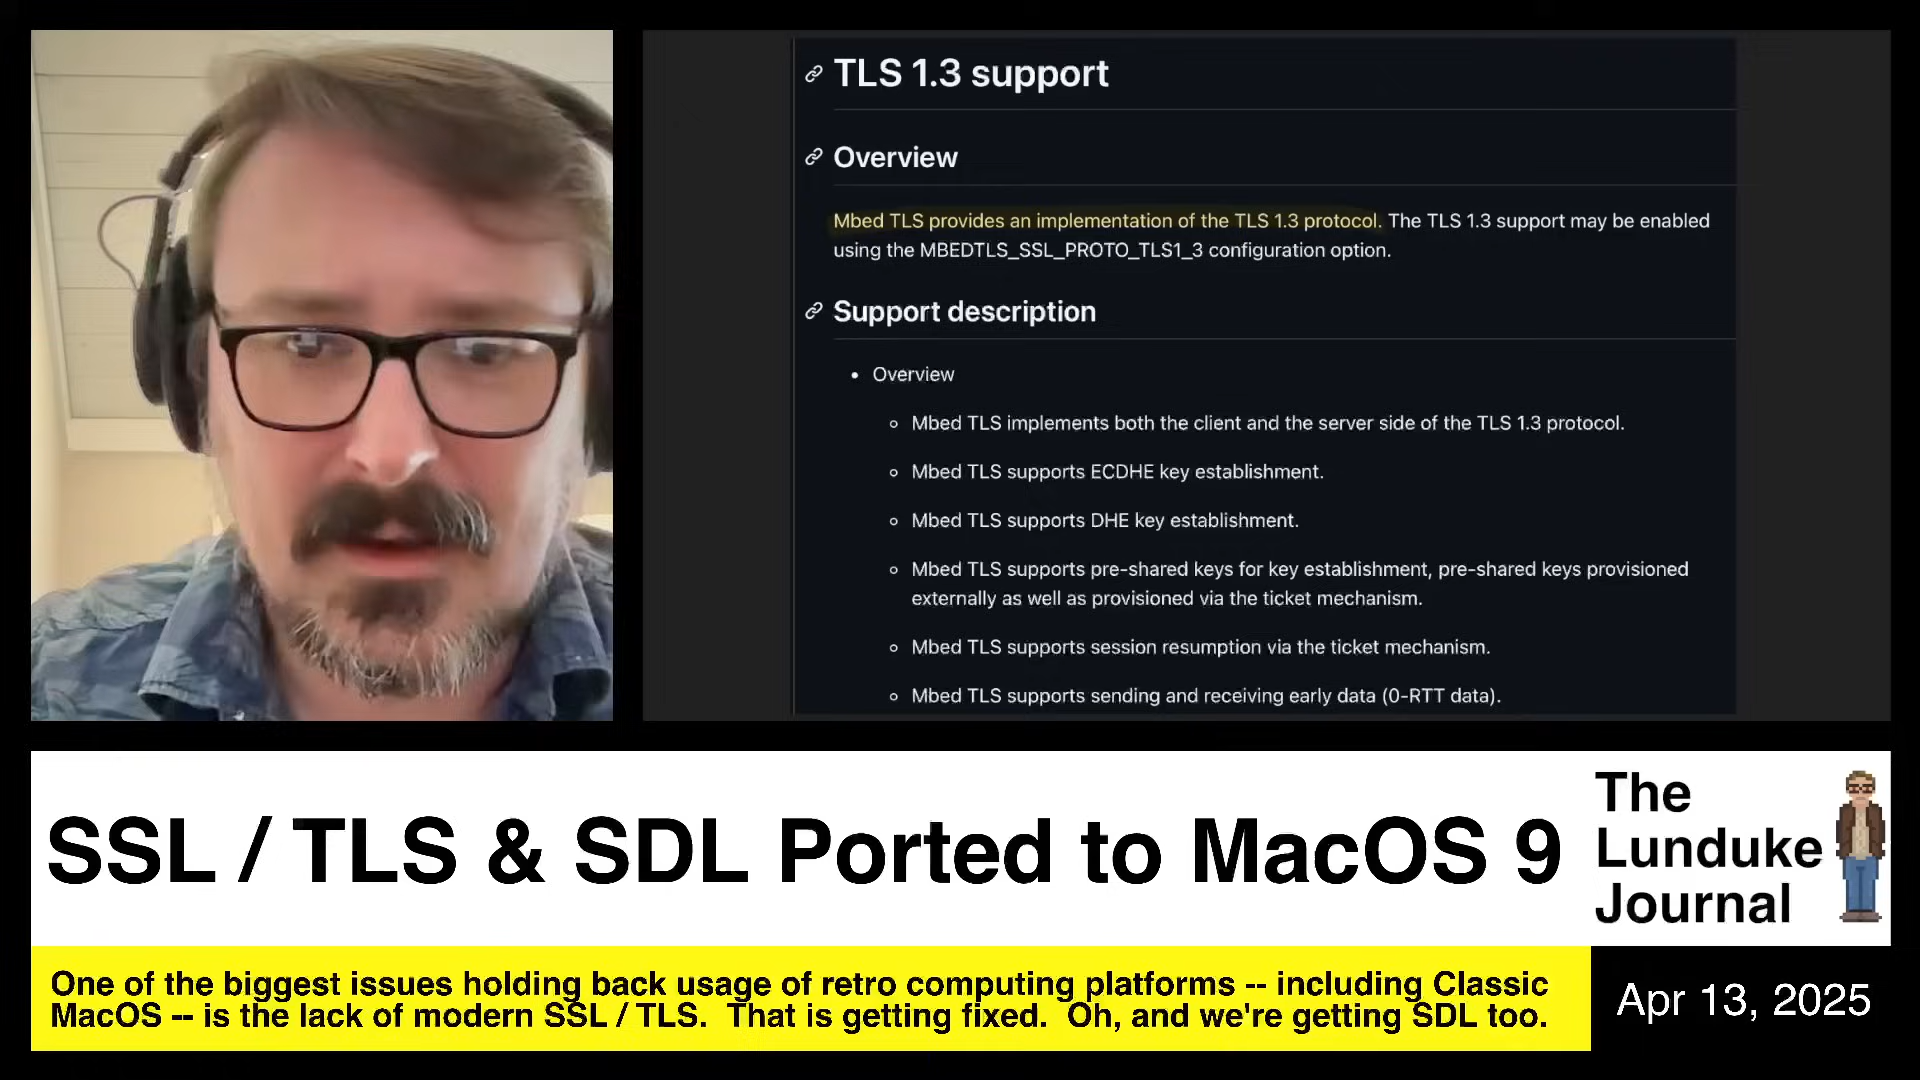 TLS 1.3 support
Overview
Mbed TLS provides an implementation of the TLS 1.3 protocol. The TLS 1.3 support may be enabled
using the MBEDTLS_SSL_PROTO_TLS1_3 configuration option.
Support description
• Overview
◦ Mbed TLS implements both the client and the server side of the TLS 1.3 protocol.
◦ Mbed TLS supports ECDHE key establishment.
◦ Mbed TLS supports DHE key establishment.
◦ Mbed TLS supports pre-shared keys for key establishment, pre-shared keys provisioned
externally as well as provisioned via the ticket mechanism.
◦ Mbed TLS supports session resumption via the ticket mechanism.
◦ Mbed TLS supports sending and receiving early data (0-RTT data).
SSL / TLS & SDL Ported to MacOS 9
The
Lunduke
Journal
One of the biggest issues holding back usage of retro computing platforms -- including Classic
MacOS -- is the lack of modern SSL / TLS.  That is getting fixed.  Oh, and we're getting SDL too.
Apr 13, 2025